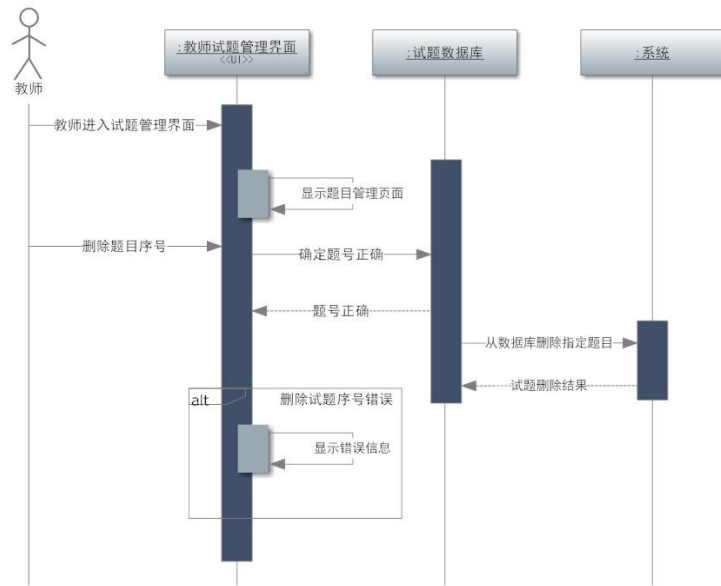 :教师试题管理界面
<<UI>>
:试题数据库
:系统
教师
教师进入试题管理界面
显示题目管理页面
删除题目序号
确定题号正确
题号正确
从数据库删除指定题目
试题删除结果
alt
删除试题序号错误
显示错误信息